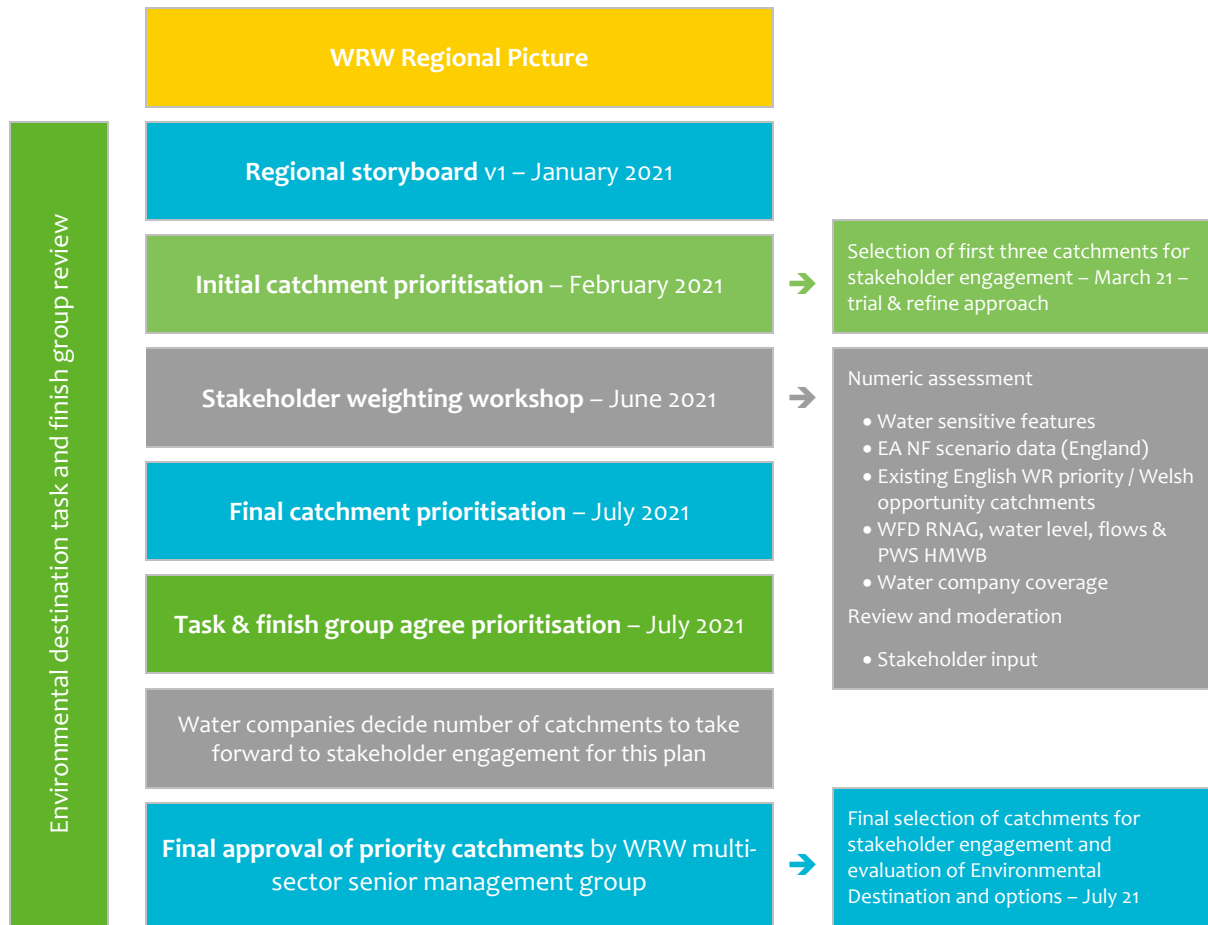 WRW Regional Picture
Environmental destination task and finish group review
Regional storyboard v1 – January 2021
Initial catchment prioritisation – February 2021
Selection of first three catchments for
stakeholder engagement – March 21 –
trial & refine approach
Stakeholder weighting workshop – June 2021
Numeric assessment
• Water sensitive features
• EA NF scenario data (England)
• Existing English WR priority / Welsh
opportunity catchments
• WFD RNAG, water level, flows &
PWS HMWB
• Water company coverage
Review and moderation
• Stakeholder input
Final catchment prioritisation – July 2021
Task & finish group agree prioritisation – July 2021
Water companies decide number of catchments to take
forward to stakeholder engagement for this plan
Final approval of priority catchments by WRW multi-
sector senior management group
Final selection of catchments for
stakeholder engagement and
evaluation of Environmental
Destination and options – July 21